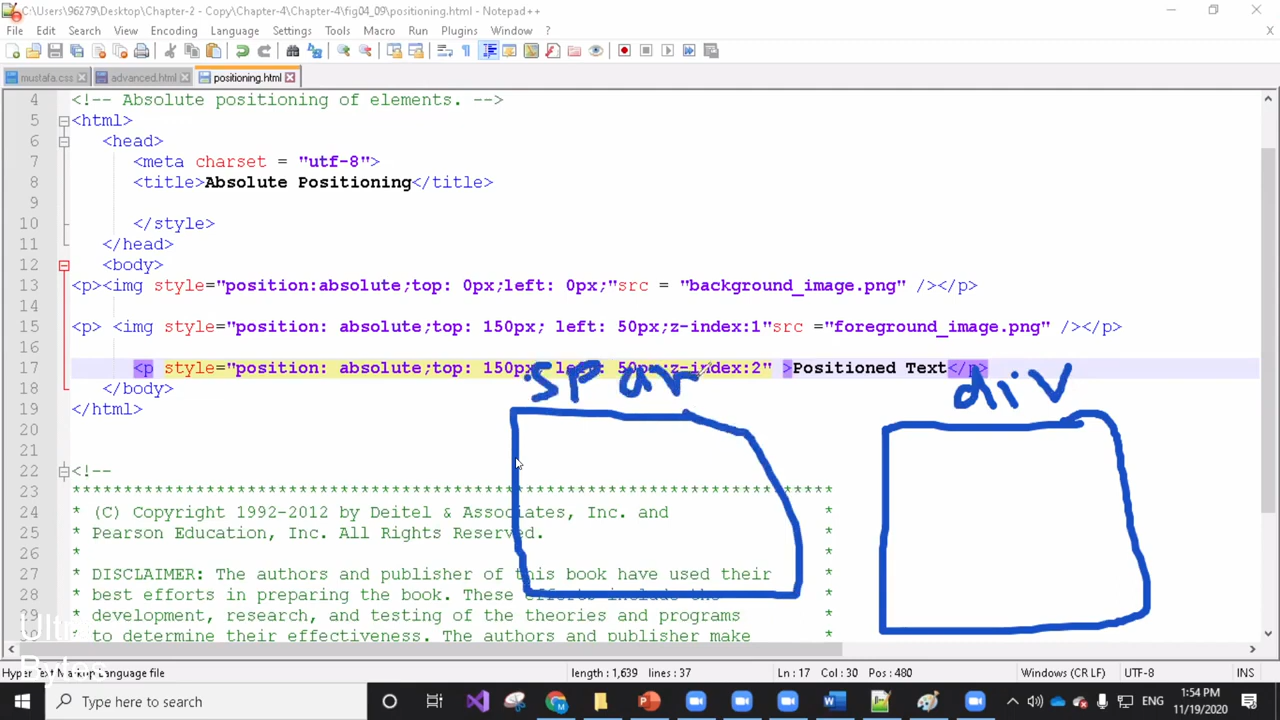 C:\Users\96279\Desktop\Chapter-2 - Copy\Chapter-4\Chapter-4\fig04_09\positioning.html - Notepad++
File Edit Search View Encoding Language Settings Tools Macro Run Plugins Window ? X
mustafa.css advanced.html positioning.html
4 <!-- Absolute positioning of elements. -->
5 <html>
6 <head>
7 <meta charset = "utf-8">
8 <title>Absolute Positioning</title>
9
10 </style>
11 </head>
12 <body>
13 <p><img style="position:absolute;top: 0px;left: 0px;"src = "background_image.png" /></p>
14
15 <p> <img style="position: absolute;top: 150px; left: 50px;z-index:1"src ="foreground_image.png" /></p>
16
17 <p style="position: absolute;top: 150px; left: 50px;z-index:2" >Positioned Text</p>
span div
18 </body>
19 </html>
20
21
22 <!--
23 **************************************************************************
24 * (C) Copyright 1992-2012 by Deitel & Associates, Inc. and *
25 * Pearson Education, Inc. All Rights Reserved. *
26 * *
27 * DISCLAIMER: The authors and publisher of this book have used their *
28 * best efforts in preparing the book. These efforts include the *
29 * development, research, and testing of the theories and programs *
* to determine their effectiveness. The authors and publisher make *
Hyper Text Markup Language file length : 1,639 lines : 37 Ln : 17 Col : 30 Pos : 480 Windows (CR LF) UTF-8 INS
Type here to search ENG 1:54 PM
11/19/2020